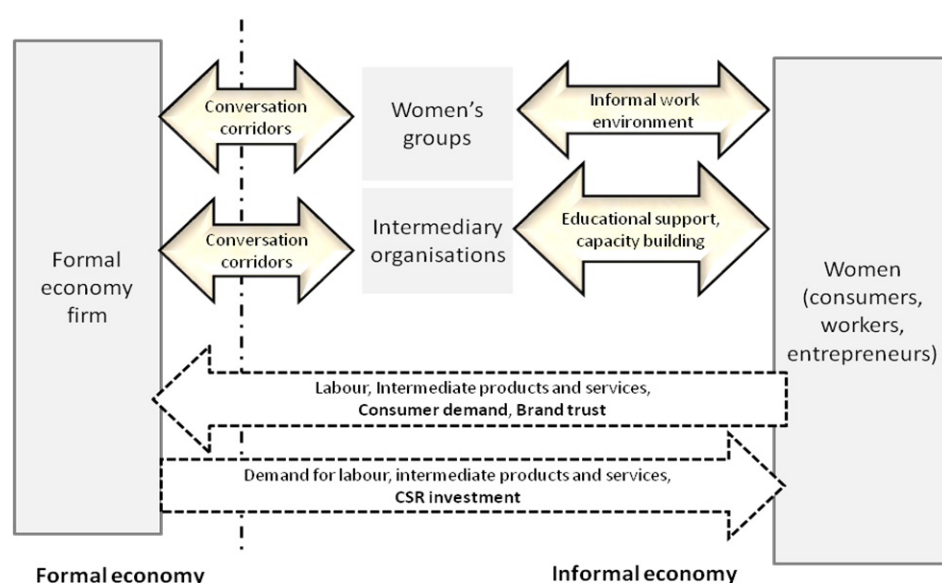 Conversation
corridors
Women's
groups
Informal work
environment
Conversation
corridors
Intermediary
organisations
Educational support,
capacity building
Formal
economy
firm
Women
(consumers,
workers,
entrepreneurs)
Labour, Intermediate products and services,
Consumer demand, Brand trust
Demand for labour, intermediate products and services,
CSR investment
Formal economy
Informal economy